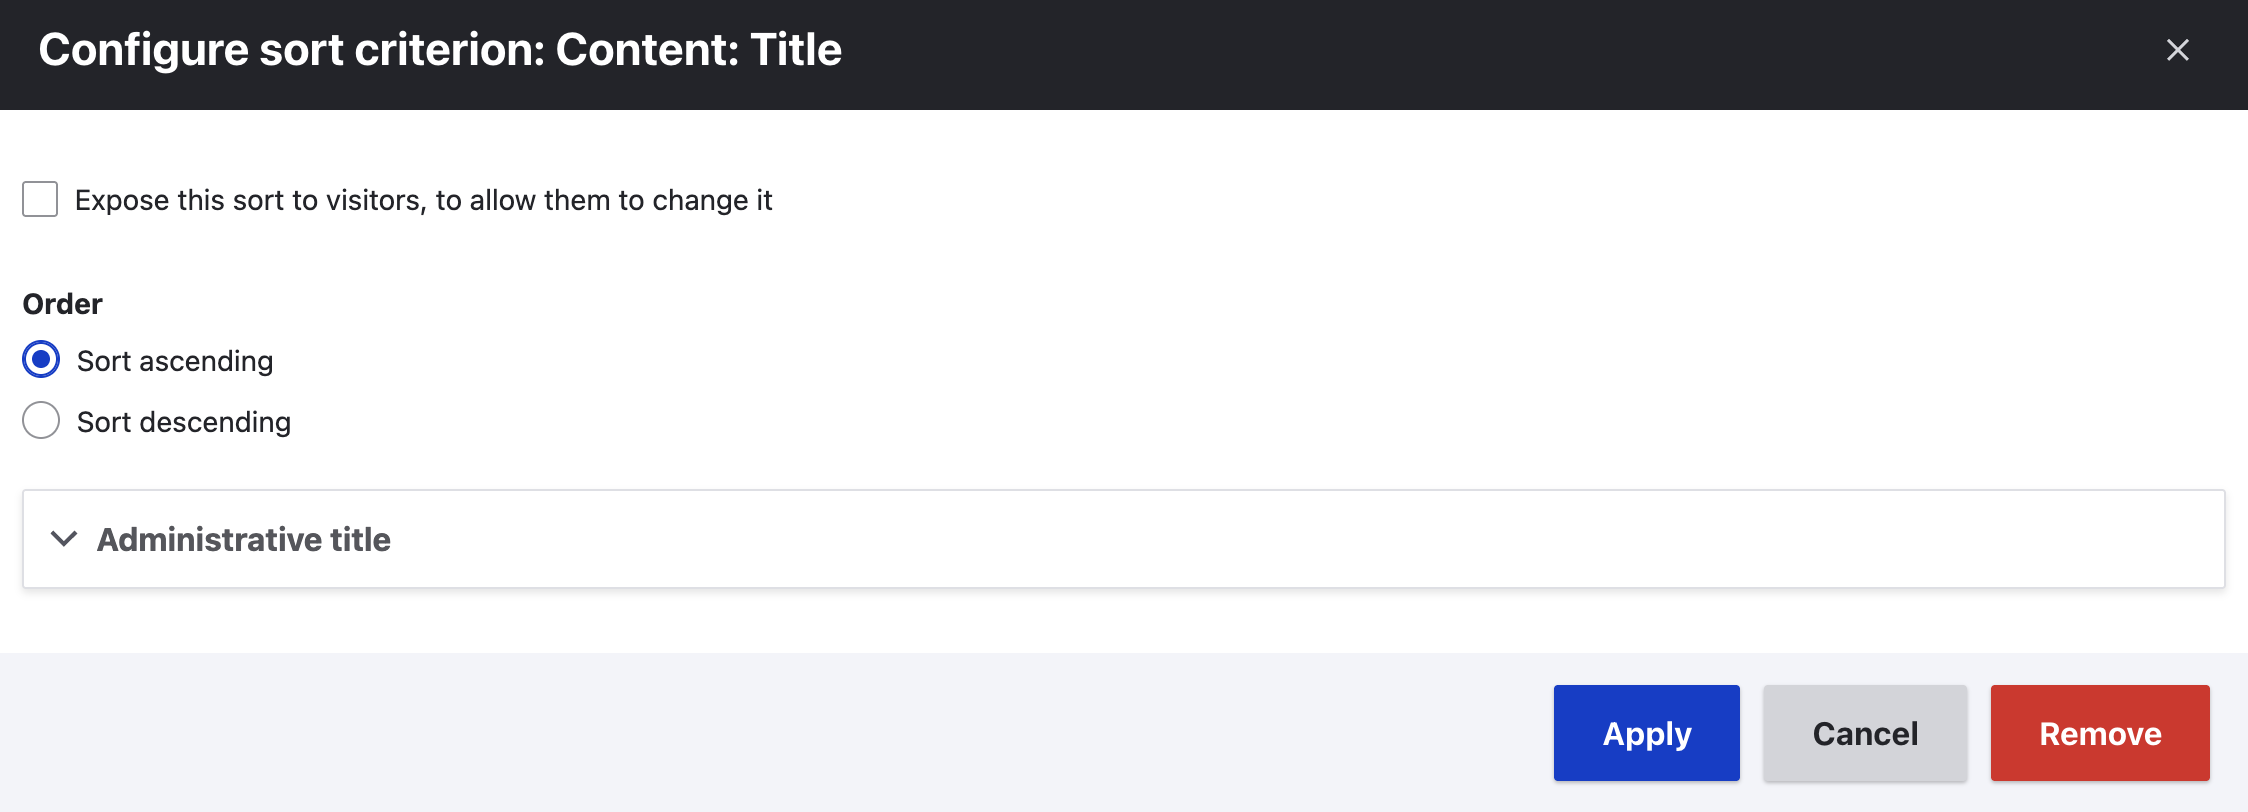 Configure sort criterion: Content: Title
Expose this sort to visitors, to allow them to change it
Order
Sort ascending
Sort descending
Administrative title
Apply
Cancel
Remove